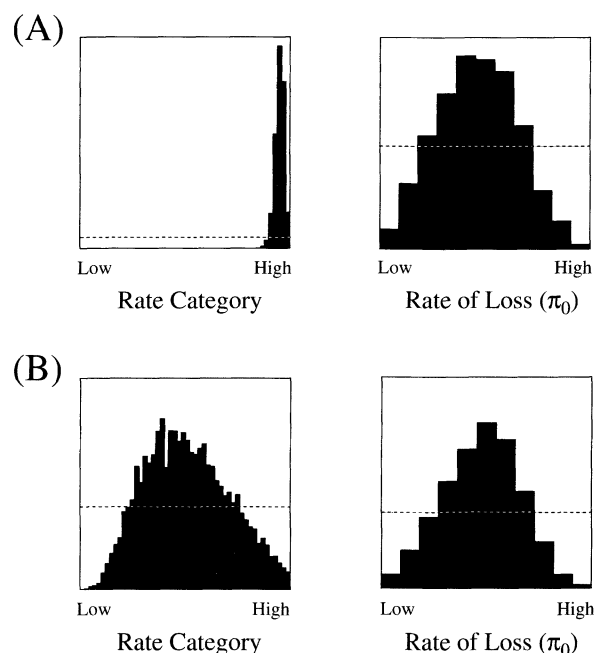 (A)
Low High Low High
Rate Category Rate of Loss (π₀)
(B)
Low High Low High
Rate Category Rate of Loss (π₀)